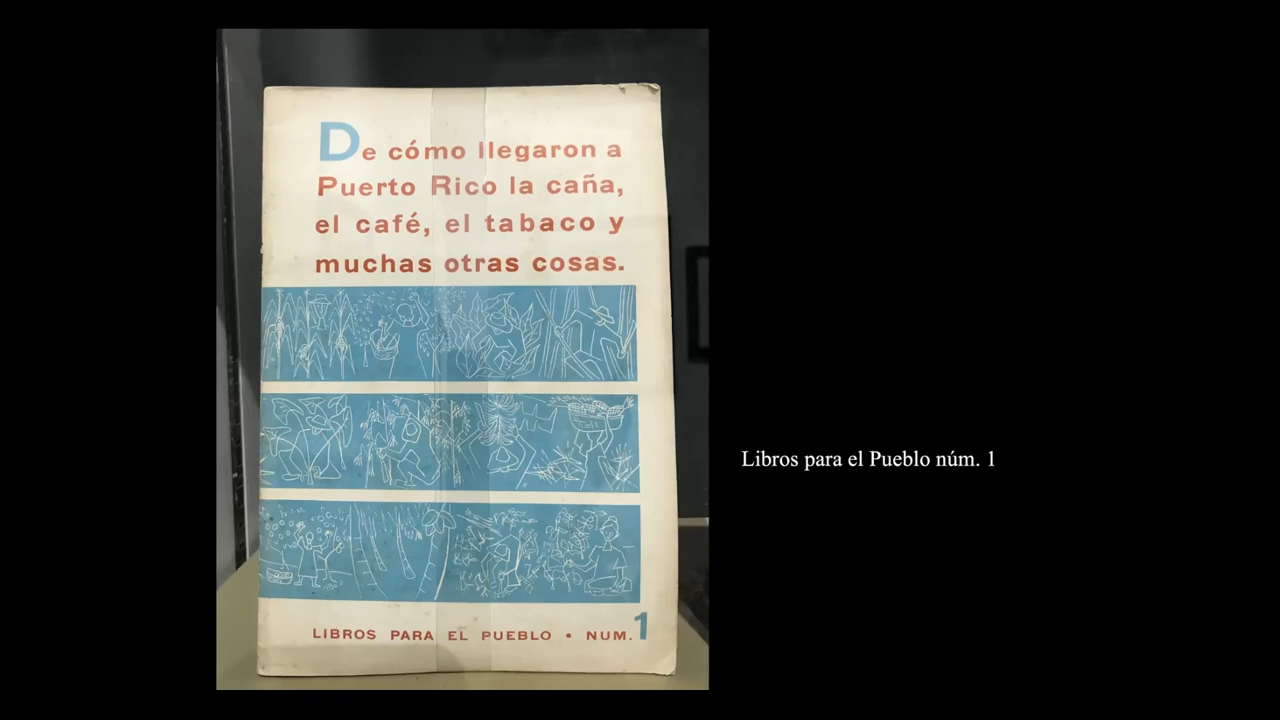 De cómo llegaron a
Puerto Rico la caña,
el café, el tabaco y
muchas otras cosas.
LIBROS PARA EL PUEBLO • NUM. 1
Libros para el Pueblo núm. 1